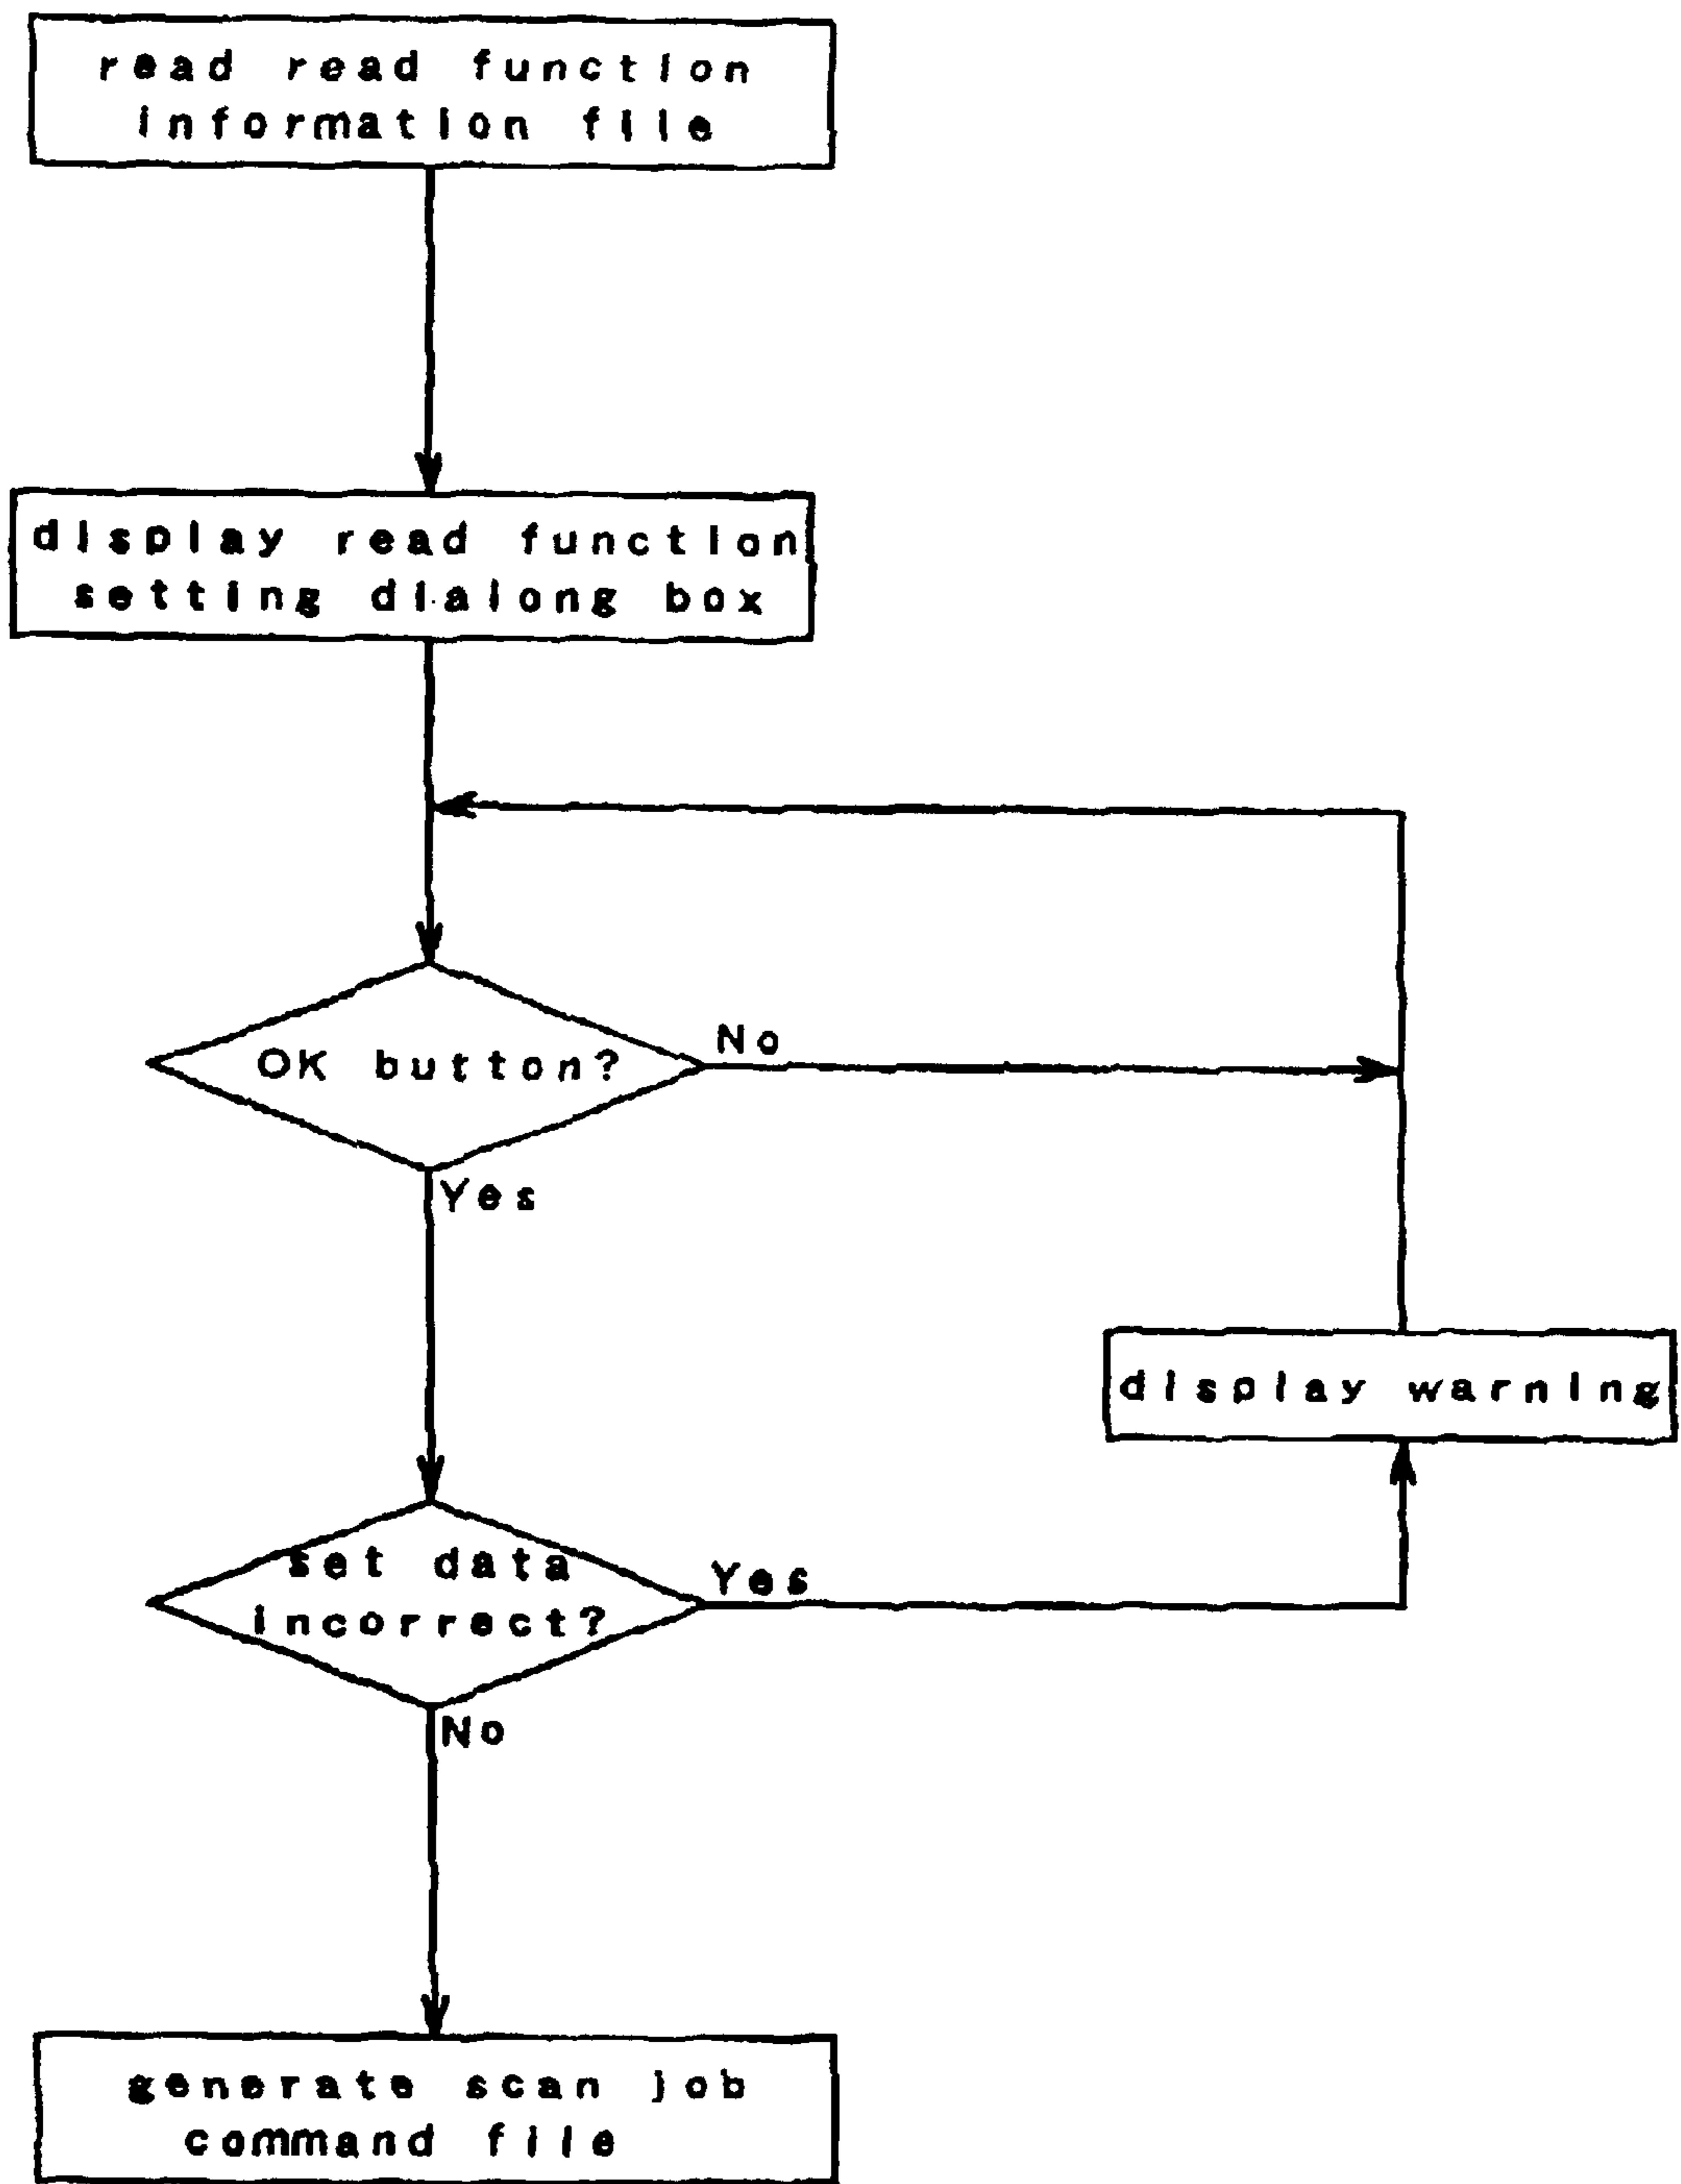 read read function
information file
display read function
setting dialong box
OK button?
No
Yes
display warning
set data
incorrect?
Yes
No
generate scan job
command file